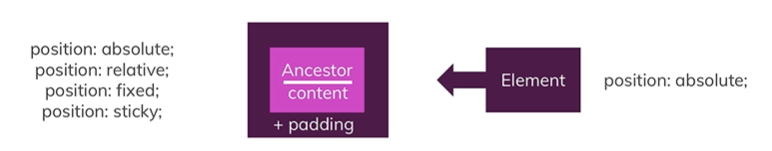 position: absolute;
position: relative;
position: fixed;
position: sticky;
Ancestor
content
+ padding
Element
position: absolute;